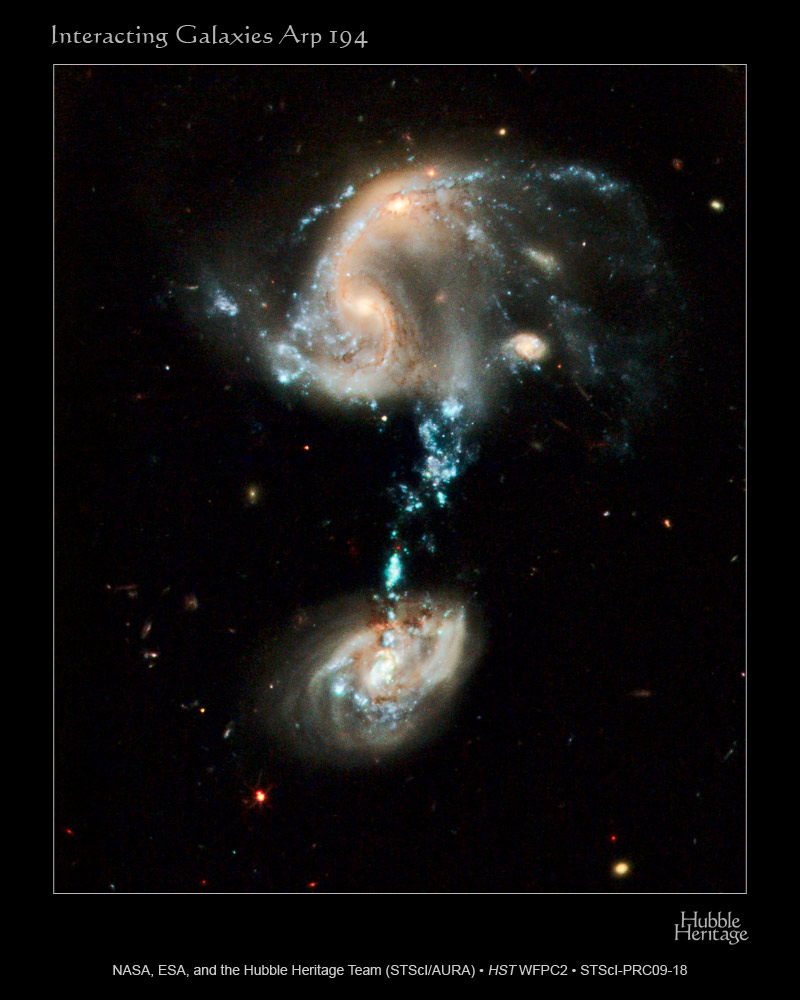 Interacting Galaxies Arp 194
Hubble
Heritage
NASA, ESA, and the Hubble Heritage Team (STScI/AURA) • HST WFPC2 • STScI-PRC09-18